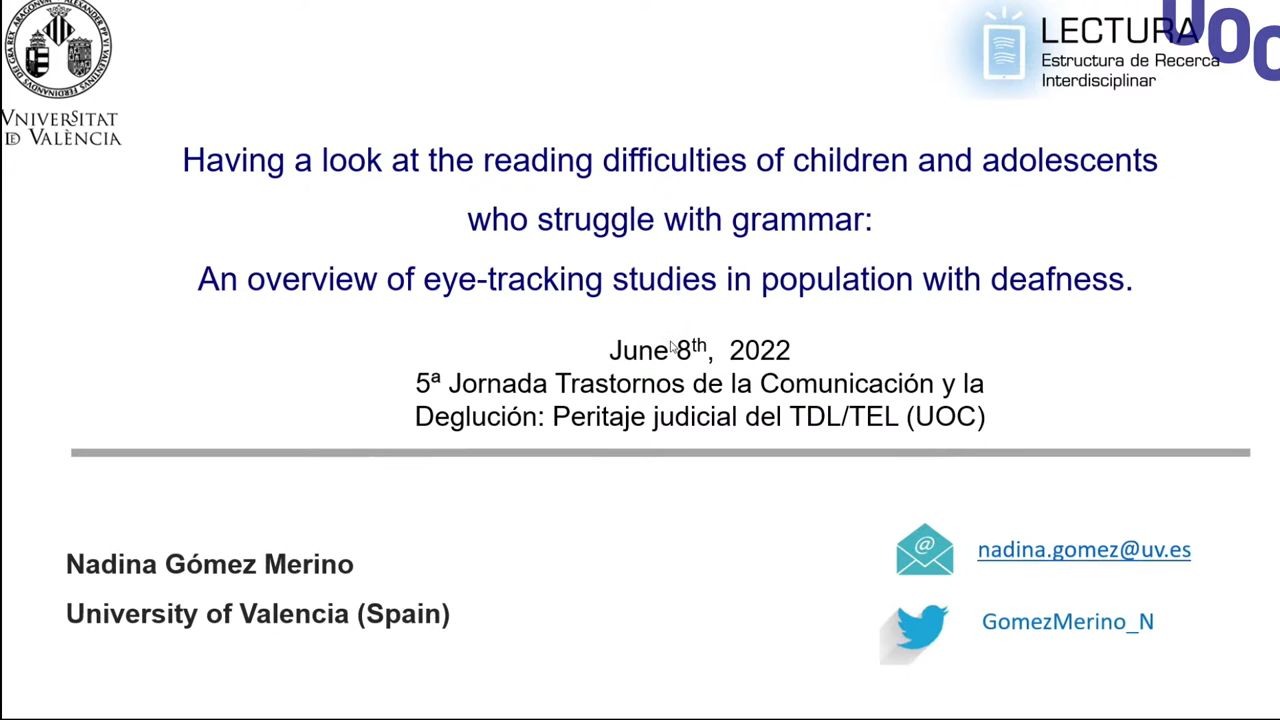 VNIVERSITAT
DE VALÈNCIA
LECTURA
Estructura de Recerca
Interdisciplinar
UOC
Having a look at the reading difficulties of children and adolescents
who struggle with grammar:
An overview of eye-tracking studies in population with deafness.
June 8th, 2022
5ª Jornada Trastornos de la Comunicación y la
Deglución: Peritaje judicial del TDL/TEL (UOC)
Nadina Gómez Merino
University of Valencia (Spain)
@
nadina.gomez@uv.es
GomezMerino_N